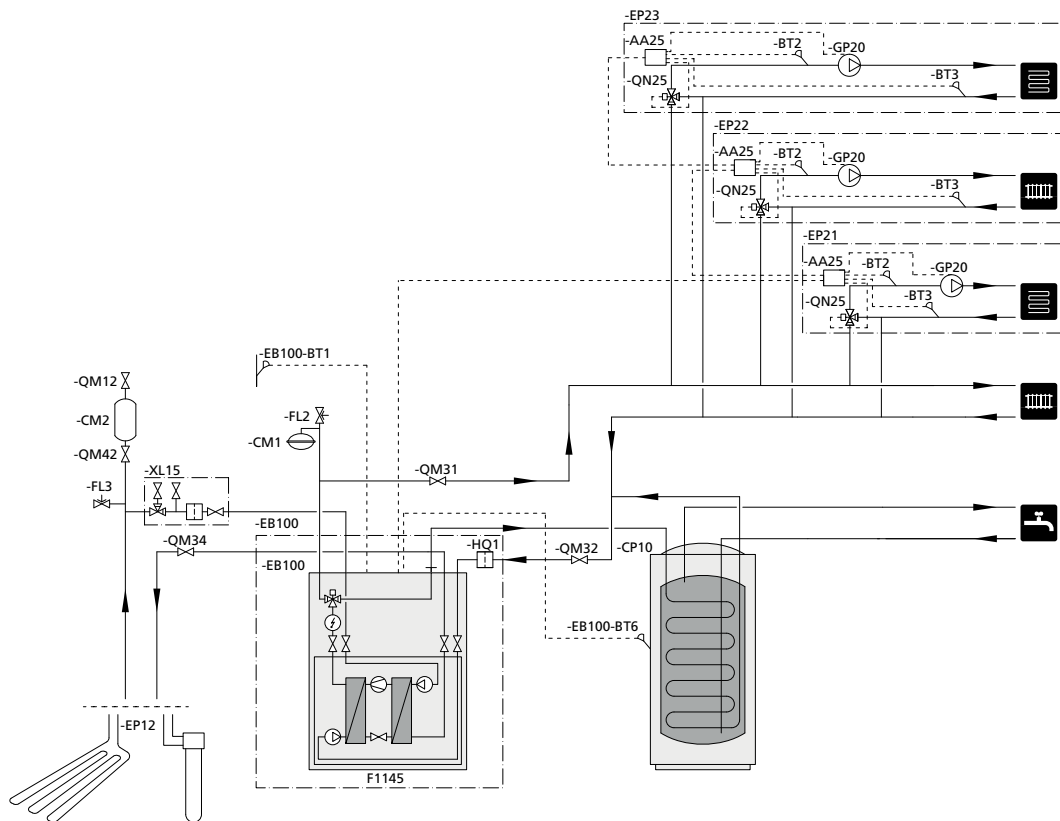 -EP23
-AA25
-BT2
-GP20
-QN25
-BT3
-EP22
-AA25
-BT2
-GP20
-QN25
-BT3
-EP21
-AA25
-BT2
-GP20
-QN25
-BT3
-EB100-BT1
-QM12
-CM2
-QM42
-FL2
-CM1
-QM31
-XL15
-FL3
-EB100
-QM34
-HQ1
-QM32
-CP10
-EB100
-EB100-BT6
-EP12
F1145